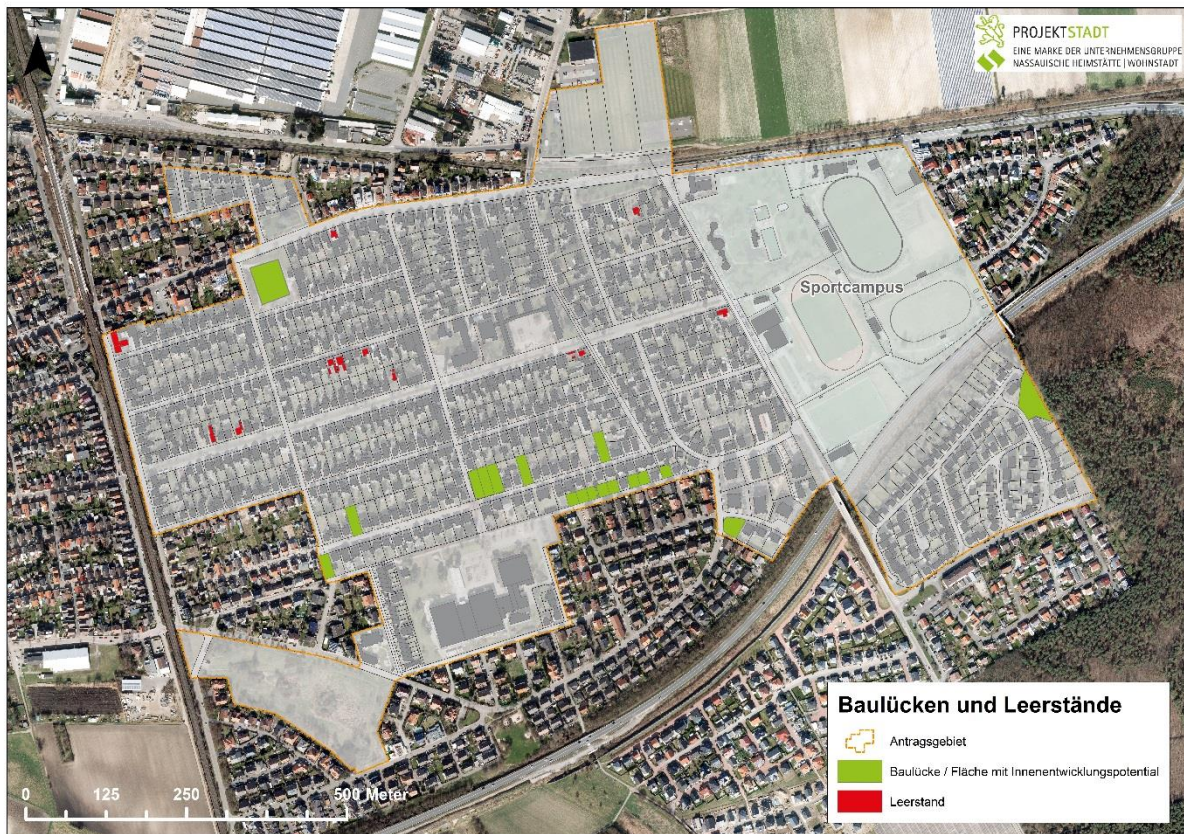 PROJEKTSTADT
EINE MARKE DER UNTERNEHMENSGRUPPE
NASSAUISCHE HEIMSTÄTTE | WOHNSTADT
Sportcampus
Baulücken und Leerstände
Antragsgebiet
Baulücke / Fläche mit Innenentwicklungspotential
Leerstand
0 125 250 500 Meter